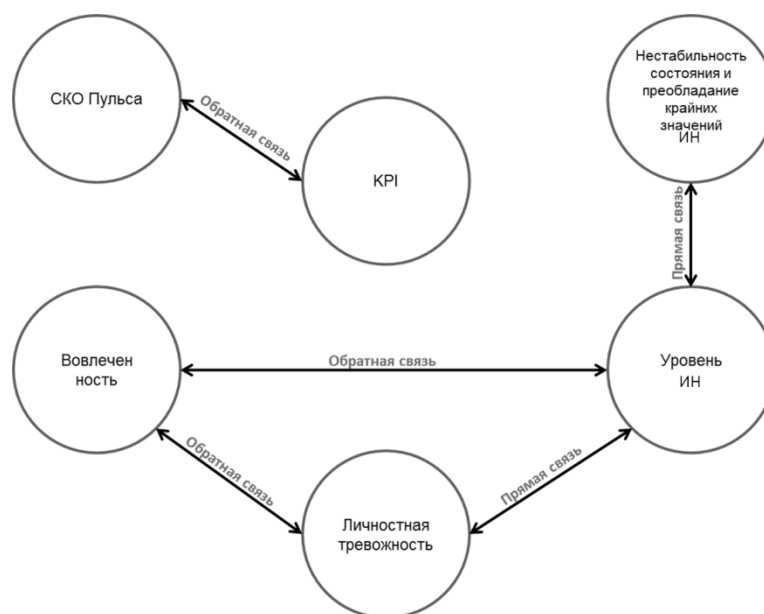 СКО Пульса
Обратная связь
KPI
Нестабильность
состояния и
преобладание
крайних
значений
ИН
Прямая связь
Вовлечен
ность
Обратная связь
Уровень
ИН
Обратная связь
Прямая связь
Личностная
тревожность